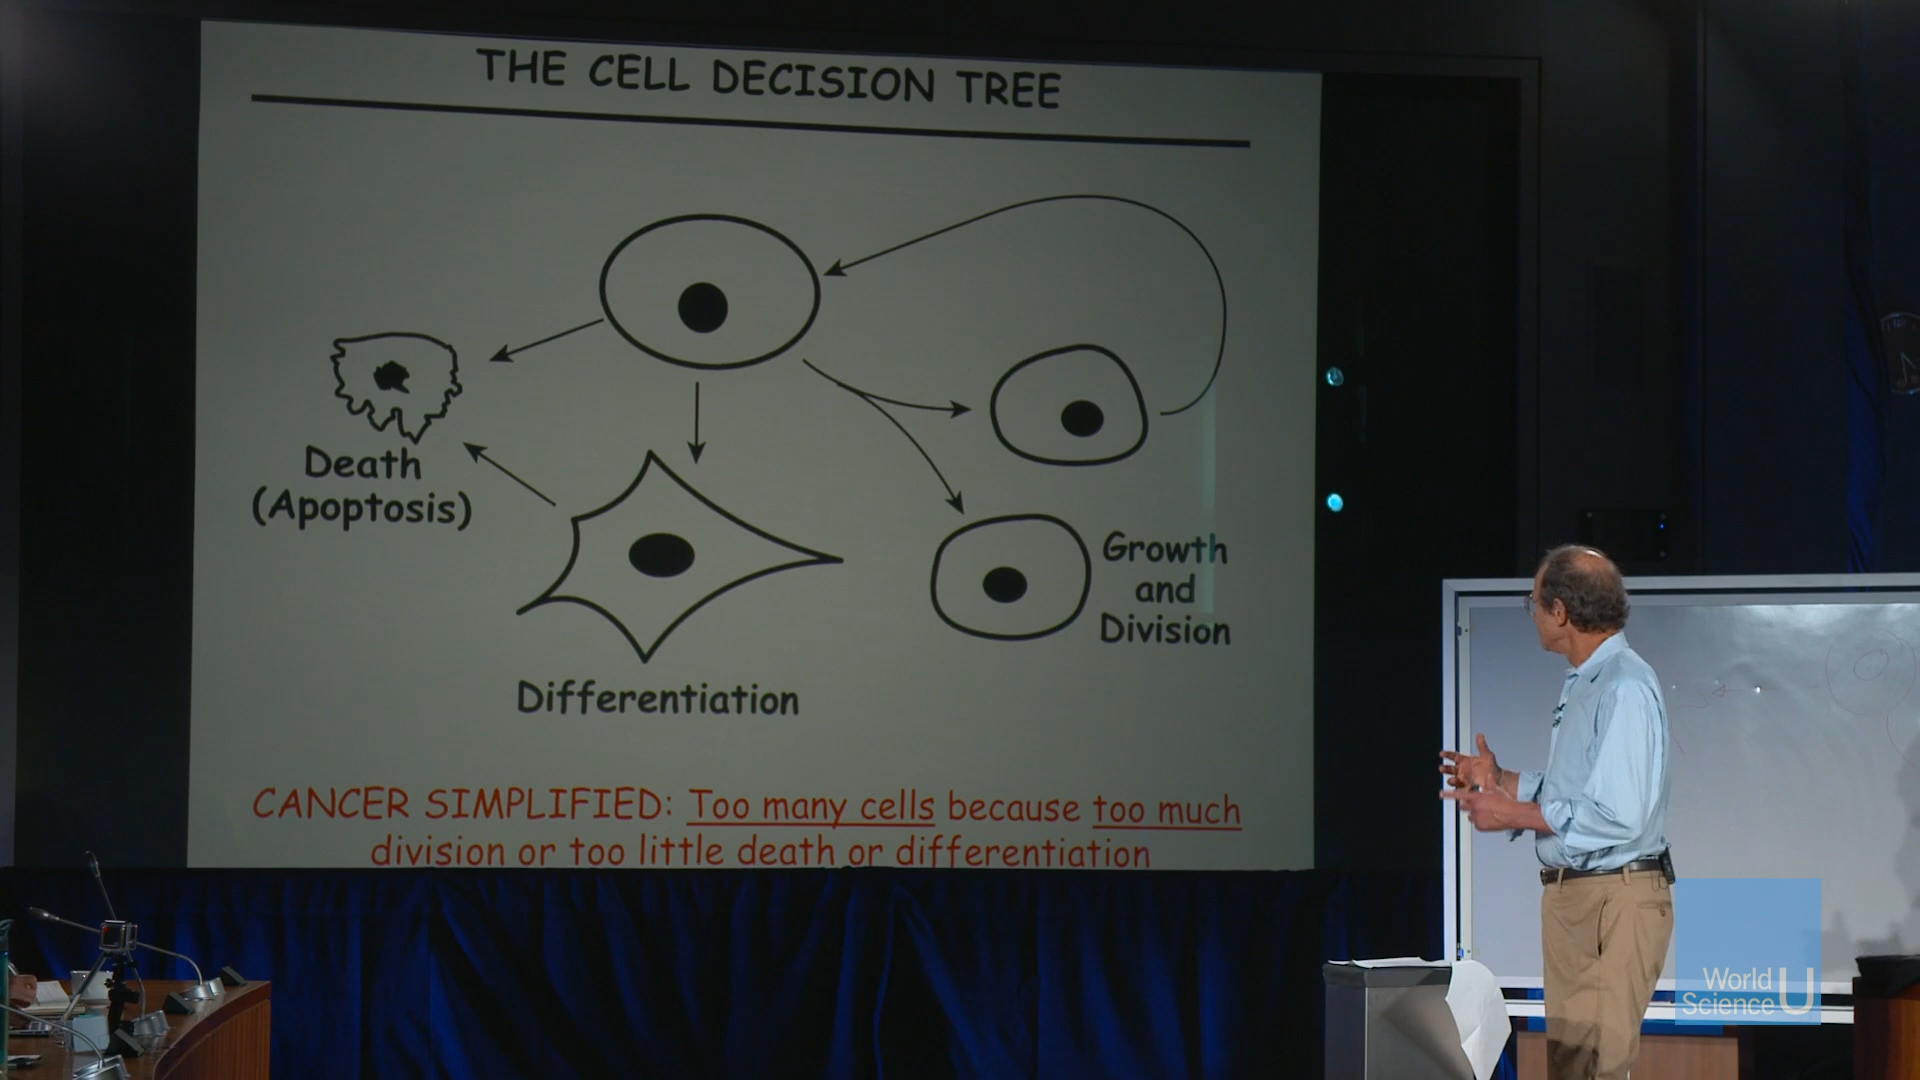 THE CELL DECISION TREE
Death
(Apoptosis)
Growth
and
Division
Differentiation
CANCER SIMPLIFIED: Too many cells because too much
division or too little death or differentiation
World
Science U